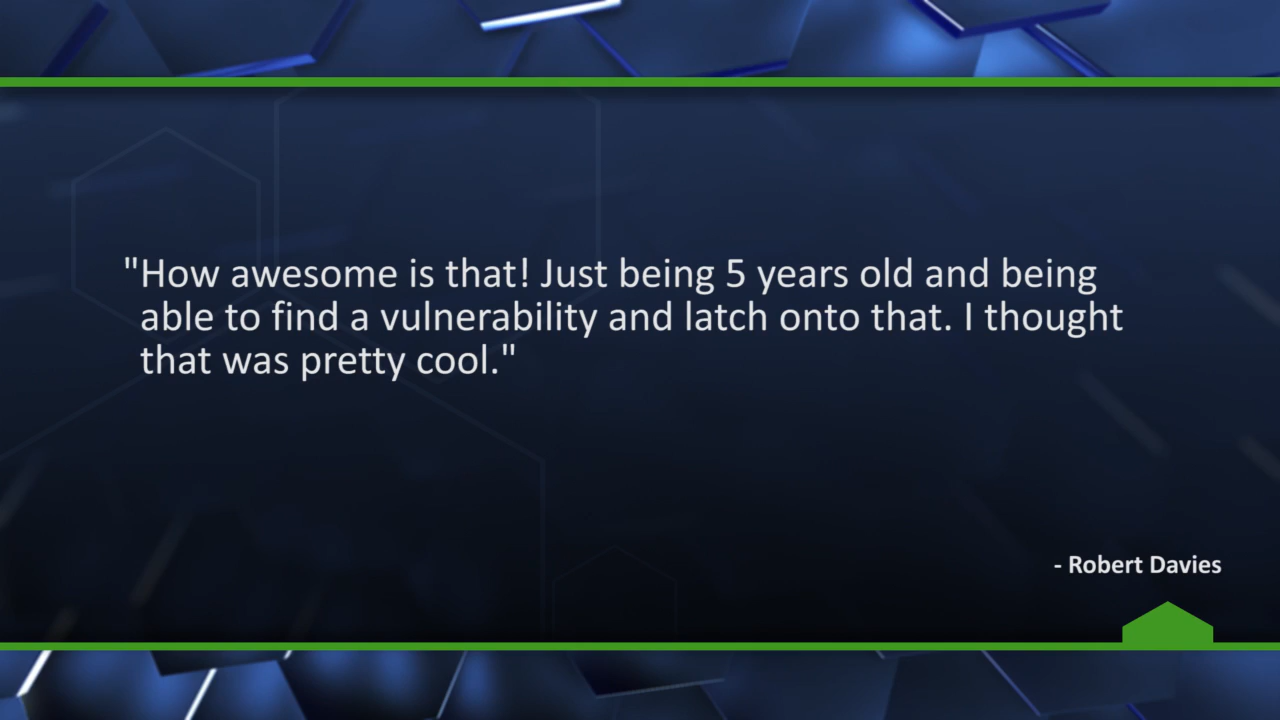 "How awesome is that! Just being 5 years old and being
able to find a vulnerability and latch onto that. I thought
that was pretty cool."
- Robert Davies